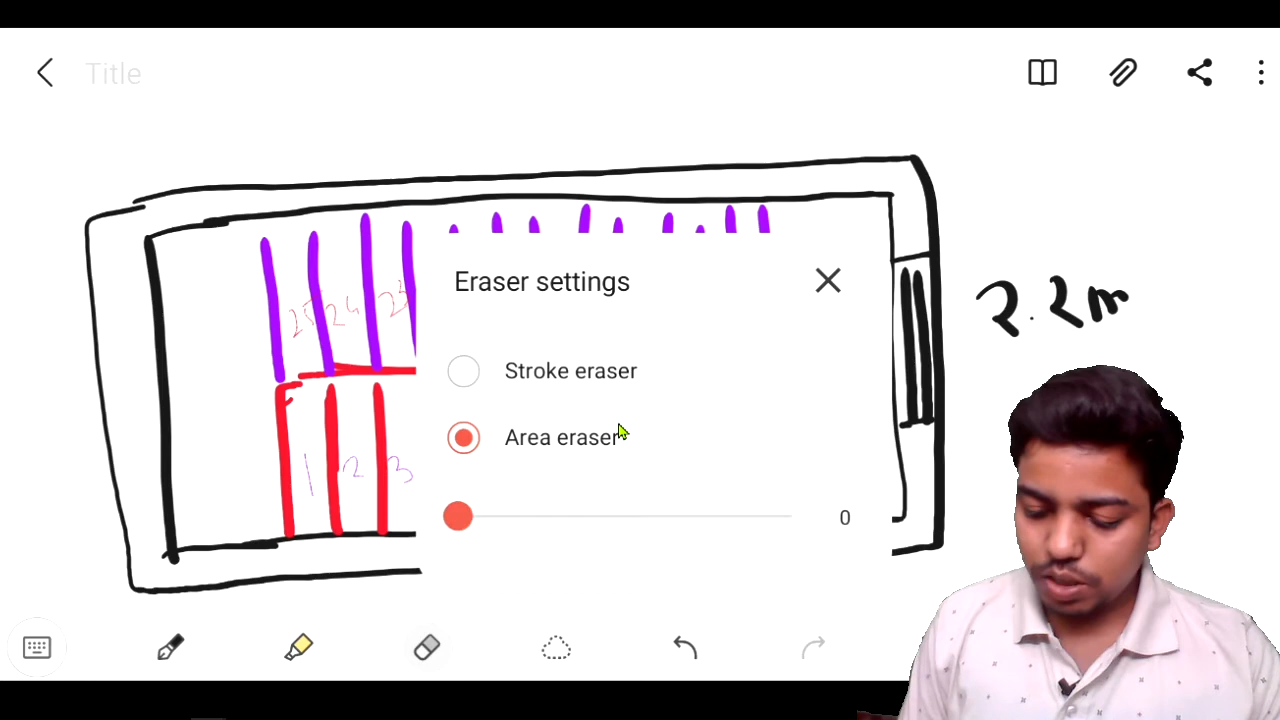 Title
Eraser settings
2.2m
25 24 23
Stroke eraser
Area eraser
1 2 3
0